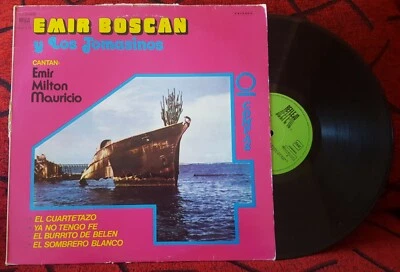 EMIR BOSCAN
y Los Tomasinos
CANTAN:
Emir
Milton
Mauricio
EL CUARTETAZO
YA NO TENGO FE
EL BURRITO DE BELEN
EL SOMBRERO BLANCO